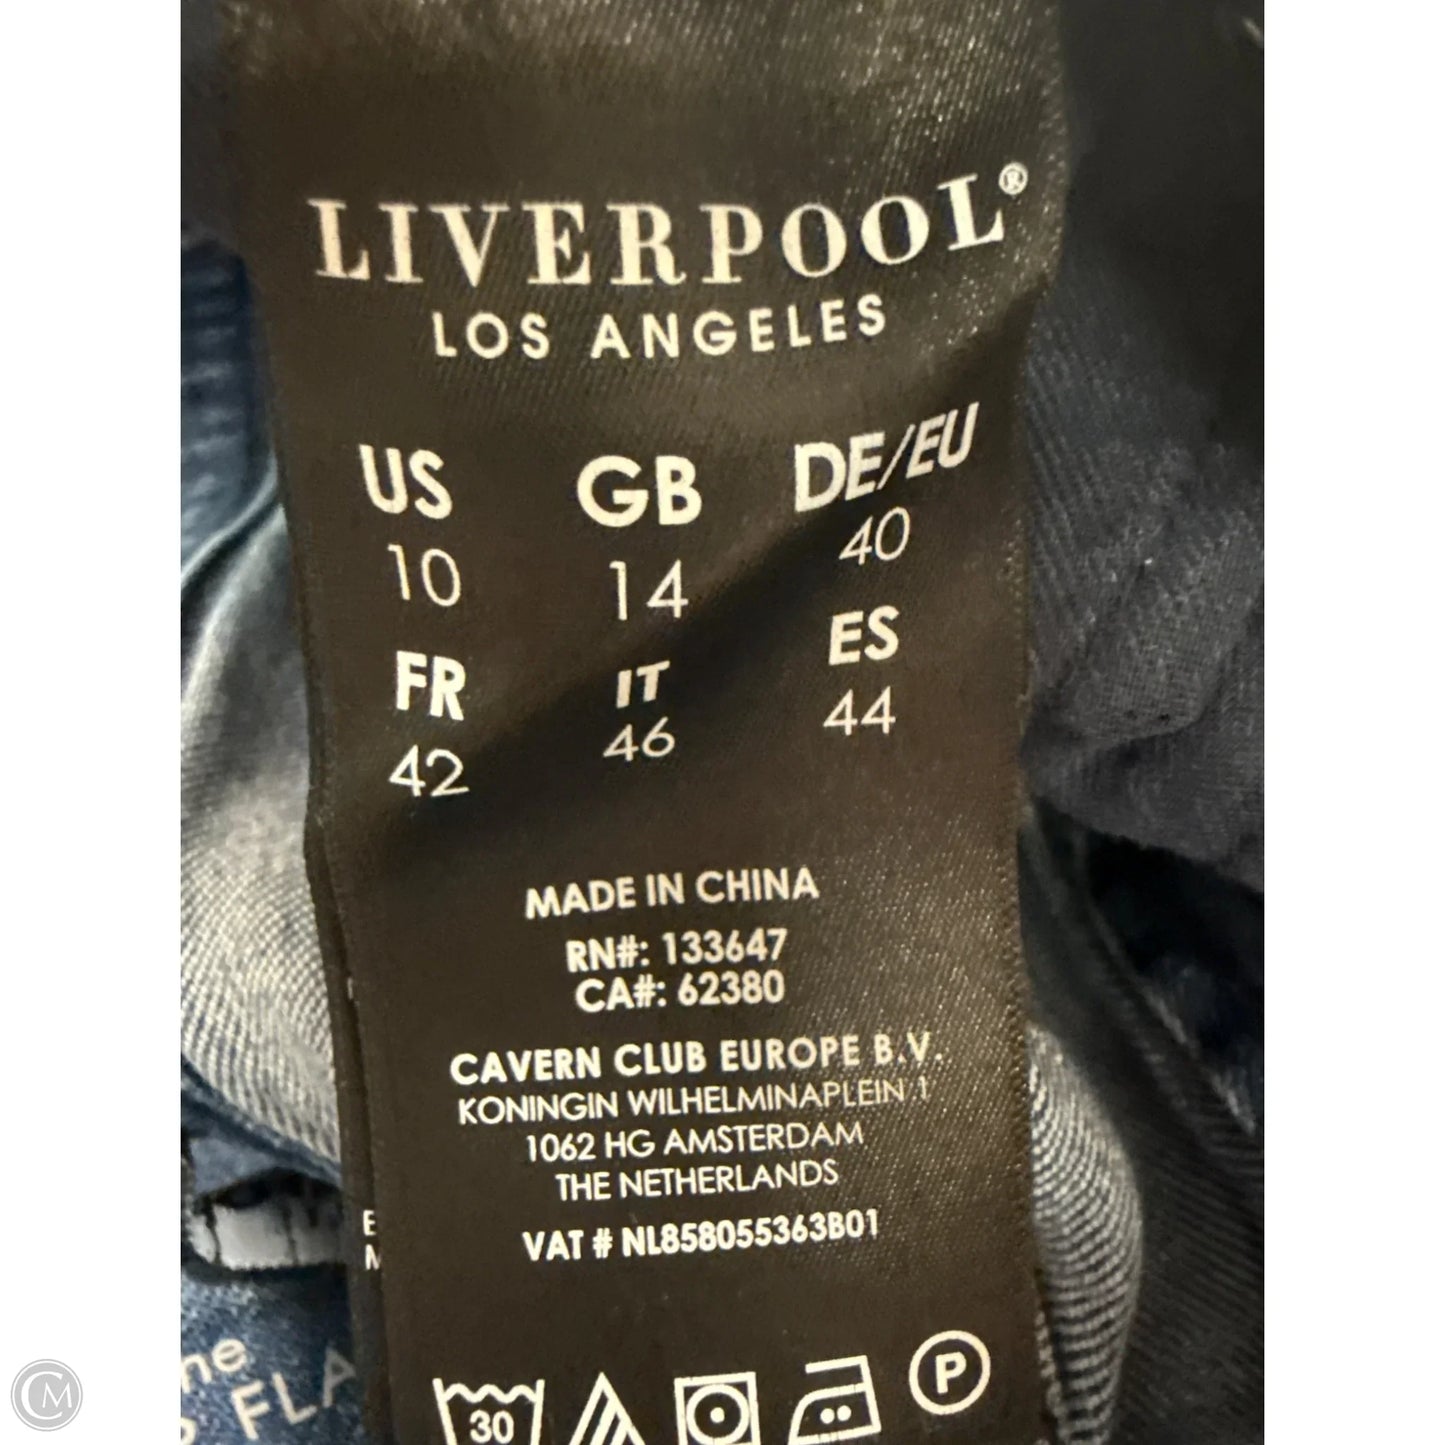 LIVERPOOL®
LOS ANGELES
US GB DE/EU
10 14 40
FR IT ES
42 46 44
MADE IN CHINA
RN#: 133647
CA#: 62380
CAVERN CLUB EUROPE B.V.
KONINGIN WILHELMINAPLEIN 1
1062 HG AMSTERDAM
THE NETHERLANDS
VAT # NL858055363B01
30
P
CM